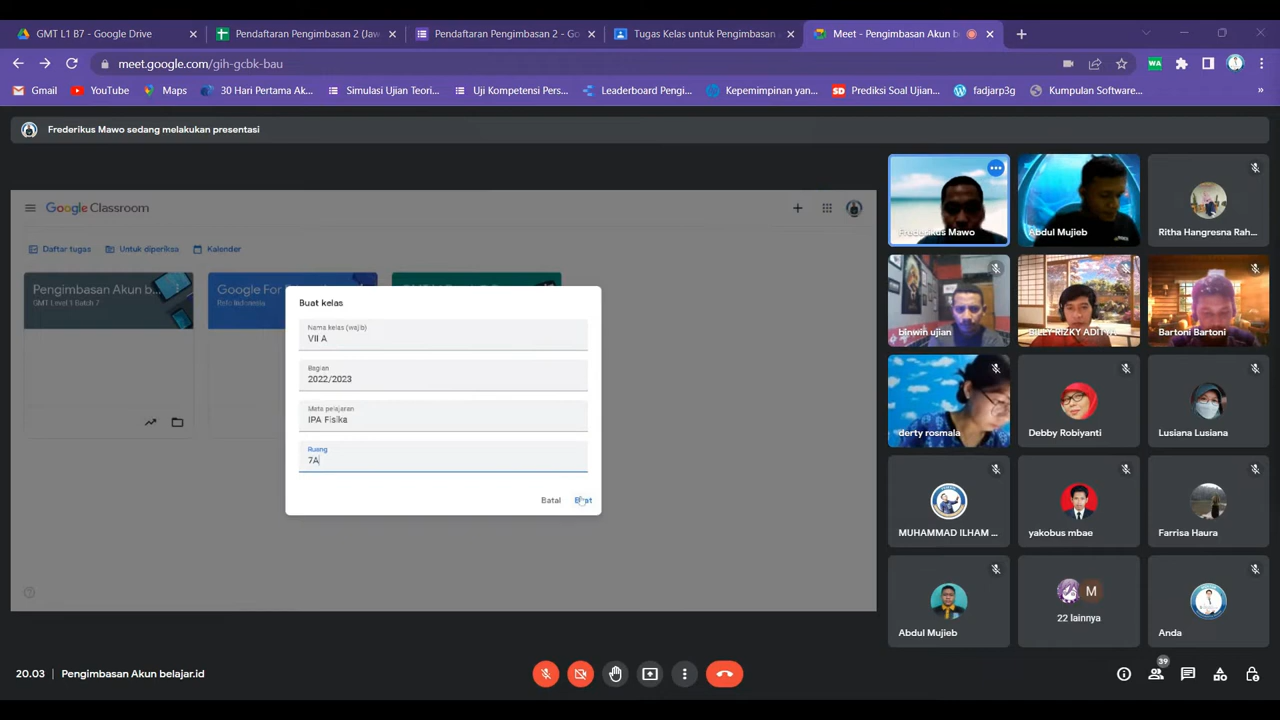 GMT L1 B7 - Google Drive
Pendaftaran Pengimbasan 2 (Jaw
Pendaftaran Pengimbasan 2 - Go
Tugas Kelas untuk Pengimbasan
Meet - Pengimbasan Akun b
meet.google.com/gih-gcbk-bau
WA
Gmail
YouTube
Maps
30 Hari Pertama Ak...
Simulasi Ujian Teori...
Uji Kompetensi Pers...
Leaderboard Pengi...
Kepemimpinan yan...
SD
Prediksi Soal Ujian...
fadjarp3g
Kumpulan Software...
Frederikus Mawo sedang melakukan presentasi
Google Classroom
Daftar tugas
Untuk diperiksa
Kalender
Pengimbasan Akun b...
GMT Level 1 Batch 7
Google For E
Refo Indonesia
Buat kelas
Nama kelas (wajib)
VII A
Bagian
2022/2023
Mata pelajaran
IPA Fisika
Ruang
7A
Batal
Buat
Frederikus Mawo
Abdul Mujieb
Ritha Hangresna Rah...
binwin ujian
BILLY RIZKY ADITYA
Bartoni Bartoni
derty rosmala
Debby Robiyanti
Lusiana Lusiana
MUHAMMAD ILHAM ...
yakobus mbae
Farrisa Haura
Abdul Mujieb
M
22 lainnya
Anda
20.03
Pengimbasan Akun belajar.id
39